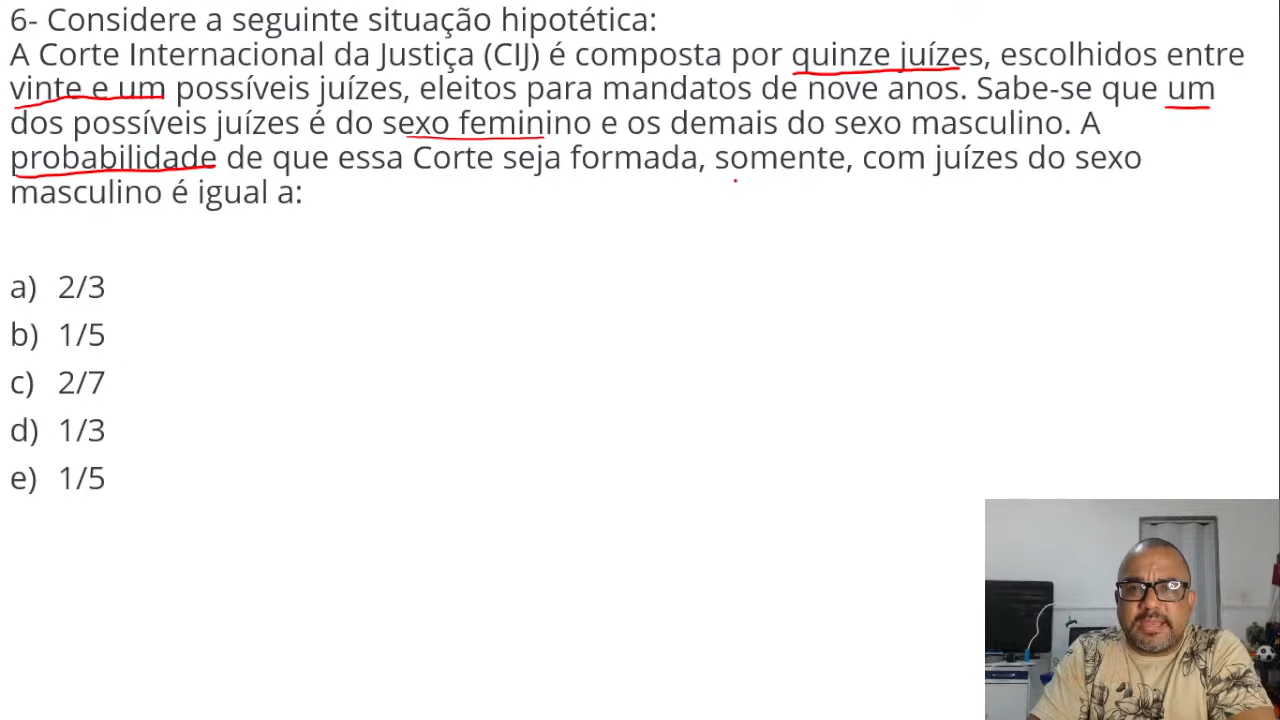 6- Considere a seguinte situação hipotética:
A Corte Internacional da Justiça (CIJ) é composta por quinze juízes, escolhidos entre
vinte e um possíveis juízes, eleitos para mandatos de nove anos. Sabe-se que um
dos possíveis juízes é do sexo feminino e os demais do sexo masculino. A
probabilidade de que essa Corte seja formada, somente, com juízes do sexo
masculino é igual a:
a) 2/3
b) 1/5
c) 2/7
d) 1/3
e) 1/5